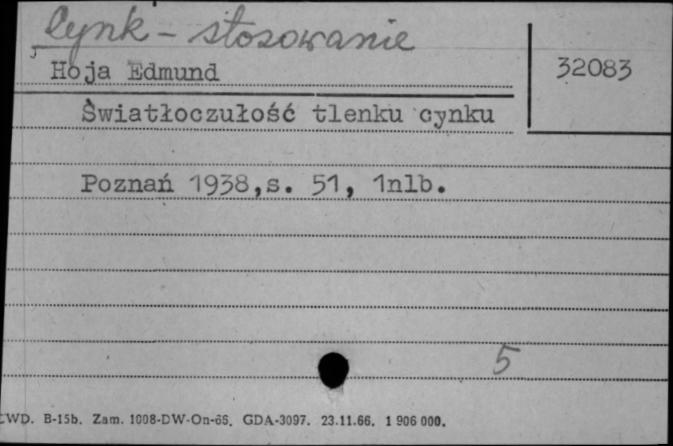 Cynk - stosowanie
Hoja Edmund
32083
Światłoczułość tlenku cynku
Poznań 1938, s. 51, 1nlb.
5
CWD. B-15b. Zam. 1008-DW-On-66. GDA-3097. 23.11.66. 1 906 000.